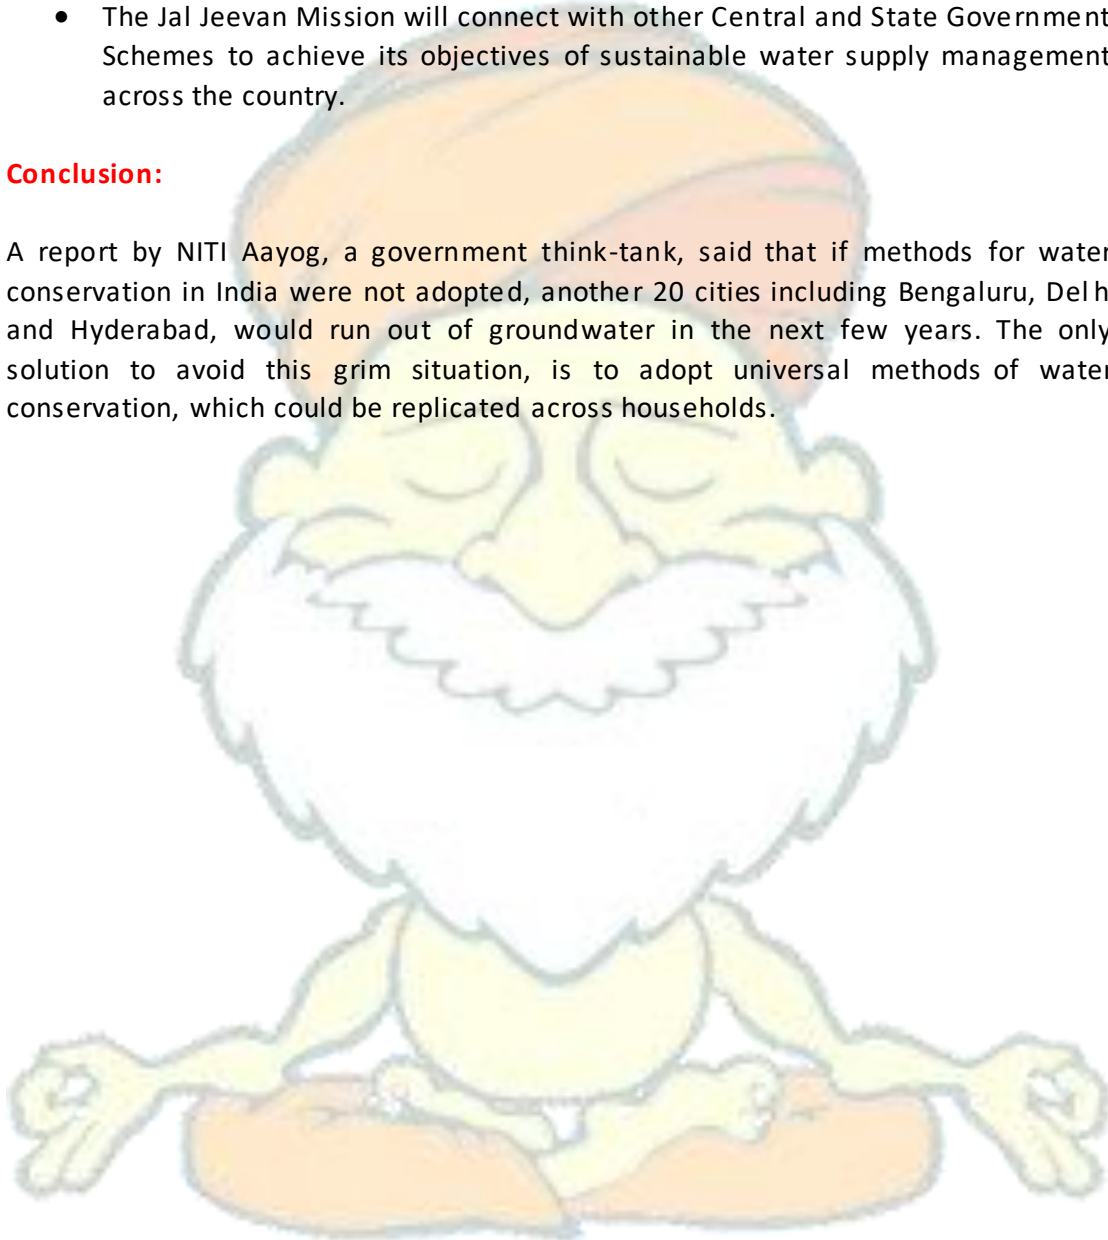 • The Jal Jeevan Mission will connect with other Central and State Government
Schemes to achieve its objectives of sustainable water supply management
across the country.
Conclusion:
A report by NITI Aayog, a government think-tank, said that if methods for water
conservation in India were not adopted, another 20 cities including Bengaluru, Delh
and Hyderabad, would run out of groundwater in the next few years. The only
solution to avoid this grim situation, is to adopt universal methods of water
conservation, which could be replicated across households.